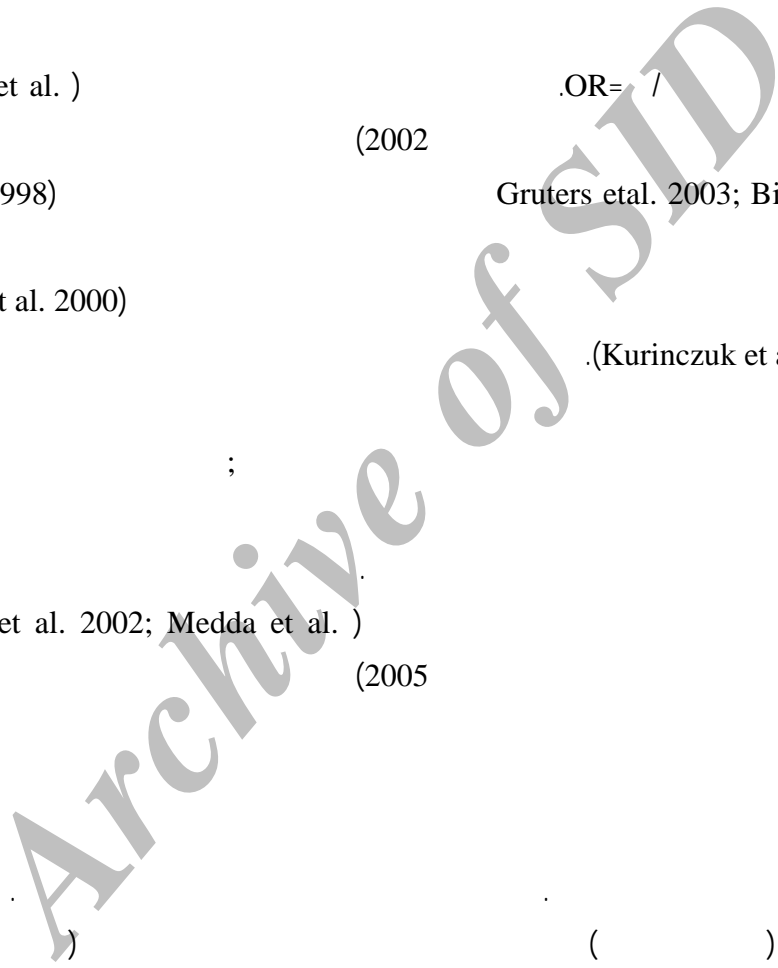 et al. ) .OR= /
(2002
998) Gruters etal. 2003; Bi
t al. 2000)
.(Kurinczuk et a
;
.
et al. 2002; Medda et al. )
(2005
. .
) ( )
Archive of SID